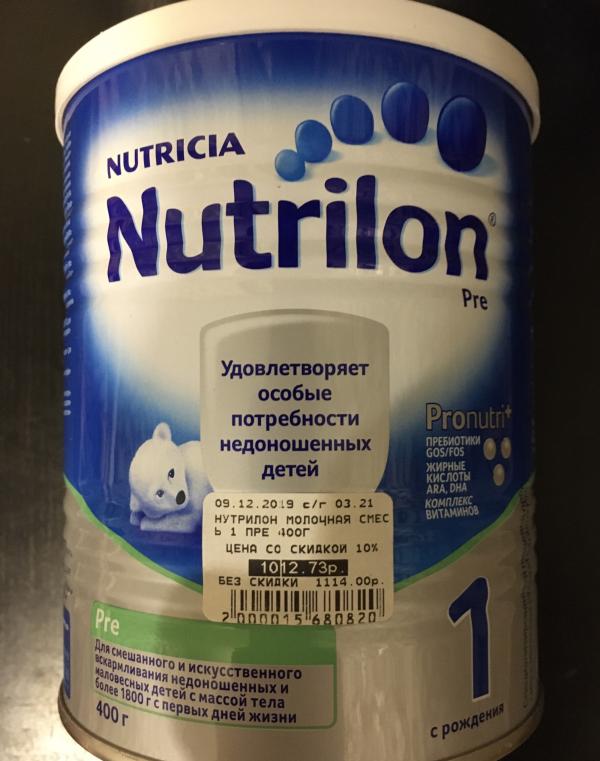 NUTRICIA
Nutrilon®
Pre
Удовлетворяет
особые
потребности
недоношенных
детей
Pronutri+
ПРЕБИОТИКИ
GOS/FOS
ЖИРНЫЕ
КИСЛОТЫ
ARA, DHA
КОМПЛЕКС
ВИТАМИНОВ
09.12.2019 с/г 03.21
НУТРИЛОН МОЛОЧНАЯ СМЕС
Ь 1 ПРЕ 400Г
ЦЕНА СО СКИДКОЙ 10%
1012.73р.
БЕЗ СКИДКИ 1114.00р.
2000015680820
Pre
Для смешанного и искусственного
вскармливания недоношенных и
маловесных детей с массой тела
более 1800 г с первых дней жизни
400 г
1
с рождения